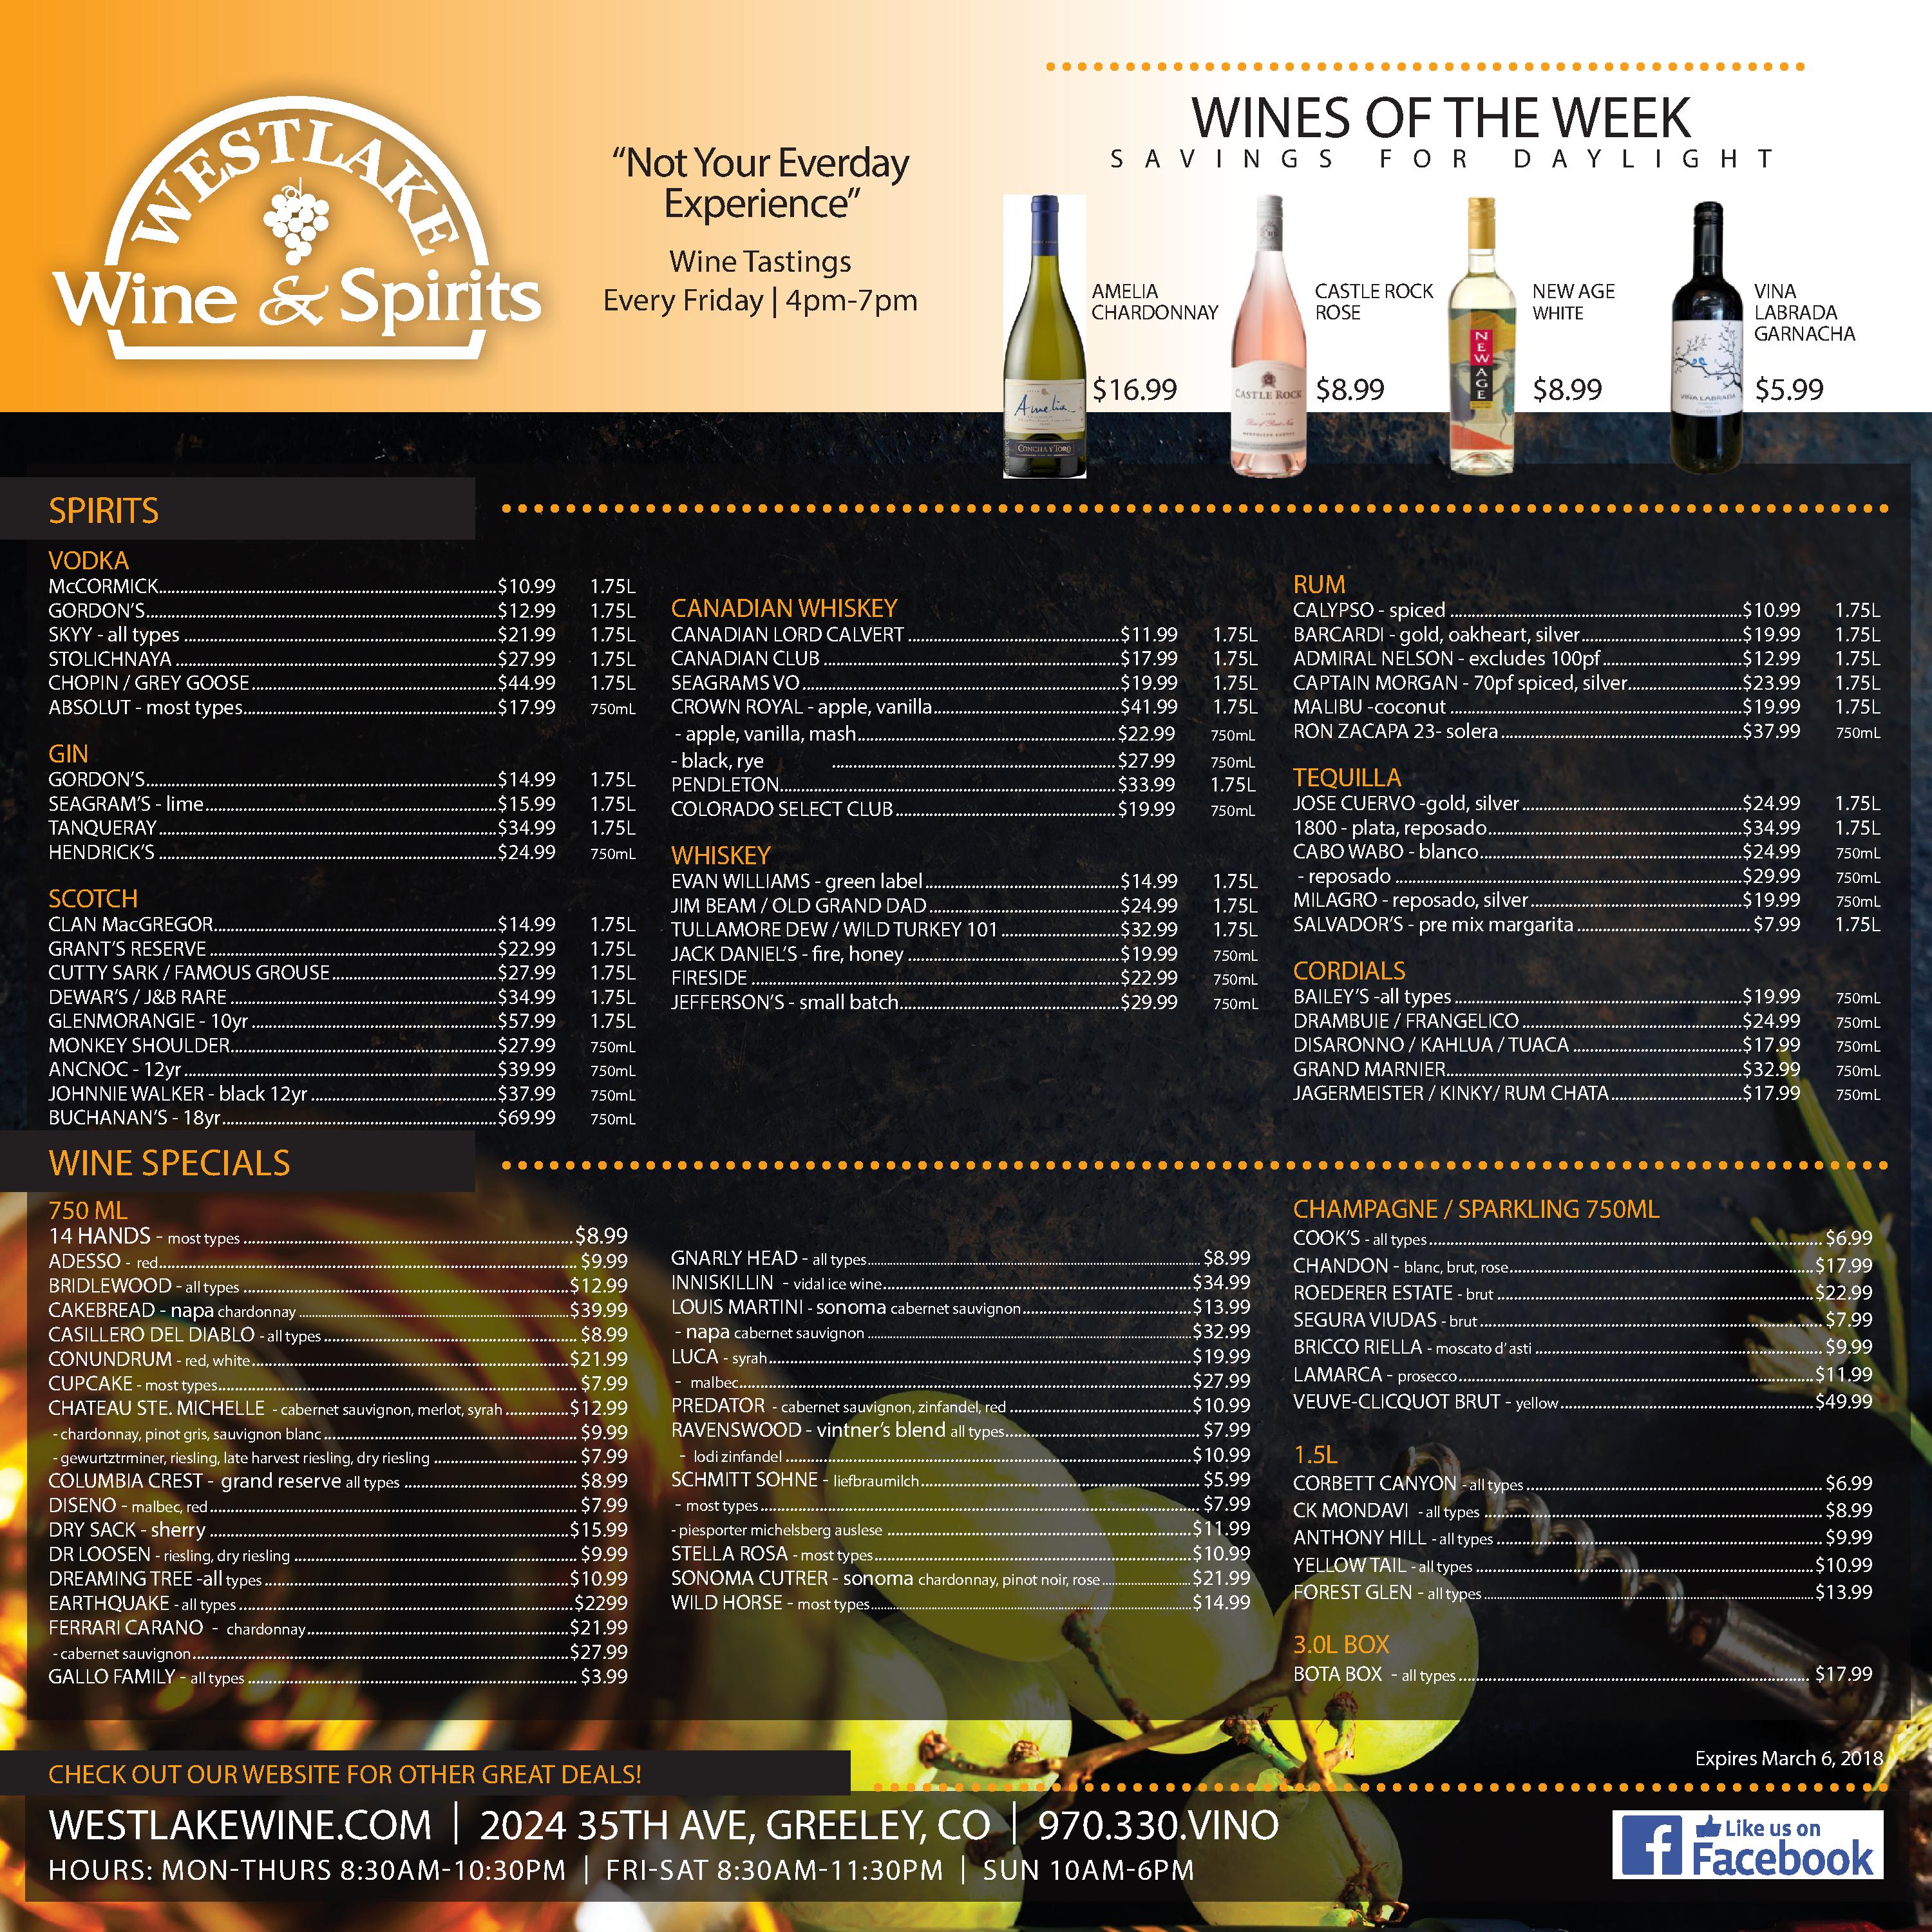 WESTLAKE
Wine & Spirits
“Not Your Everday
Experience”
Wine Tastings
Every Friday | 4pm-7pm
WINES OF THE WEEK
SAVINGS FOR DAYLIGHT
AMELIA
CHARDONNAY
$16.99
Amelia
CONCHA Y TORO
CASTLE ROCK
ROSE
$8.99
CASTLE ROCK
NEW AGE
WHITE
$8.99
NEW AGE
VINA
LABRADA
GARNACHA
$5.99
VIÑA LABRADA
SPIRITS
VODKA
McCORMICK $10.99 1.75L
GORDON’S $12.99 1.75L
SKYY - all types $21.99 1.75L
STOLICHNAYA $27.99 1.75L
CHOPIN / GREY GOOSE $44.99 1.75L
ABSOLUT - most types $17.99 750mL
GIN
GORDON’S $14.99 1.75L
SEAGRAM’S - lime $15.99 1.75L
TANQUERAY $34.99 1.75L
HENDRICK’S $24.99 750mL
SCOTCH
CLAN MacGREGOR $14.99 1.75L
GRANT’S RESERVE $22.99 1.75L
CUTTY SARK / FAMOUS GROUSE $27.99 1.75L
DEWAR’S / J&B RARE $34.99 1.75L
GLENMORANGIE - 10yr $57.99 1.75L
MONKEY SHOULDER $27.99 750mL
ANCNOC - 12yr $39.99 750mL
JOHNNIE WALKER - black 12yr $37.99 750mL
BUCHANAN’S - 18yr $69.99 750mL
CANADIAN WHISKEY
CANADIAN LORD CALVERT $11.99 1.75L
CANADIAN CLUB $17.99 1.75L
SEAGRAMS VO $19.99 1.75L
CROWN ROYAL - apple, vanilla $41.99 1.75L
- apple, vanilla, mash $22.99 750mL
- black, rye $27.99 750mL
PENDLETON $33.99 1.75L
COLORADO SELECT CLUB $19.99 750mL
WHISKEY
EVAN WILLIAMS - green label $14.99 1.75L
JIM BEAM / OLD GRAND DAD $24.99 1.75L
TULLAMORE DEW / WILD TURKEY 101 $32.99 1.75L
JACK DANIEL’S - fire, honey $19.99 750mL
FIRESIDE $22.99 750mL
JEFFERSON’S - small batch $29.99 750mL
RUM
CALYPSO - spiced $10.99 1.75L
BARCARDI - gold, oakheart, silver $19.99 1.75L
ADMIRAL NELSON - excludes 100pf $12.99 1.75L
CAPTAIN MORGAN - 70pf spiced, silver $23.99 1.75L
MALIBU -coconut $19.99 1.75L
RON ZACAPA 23- solera $37.99 750mL
TEQUILLA
JOSE CUERVO -gold, silver $24.99 1.75L
1800 - plata, reposado $34.99 1.75L
CABO WABO - blanco $24.99 750mL
- reposado $29.99 750mL
MILAGRO - reposado, silver $19.99 750mL
SALVADOR’S - pre mix margarita $7.99 1.75L
CORDIALS
BAILEY’S -all types $19.99 750mL
DRAMBUIE / FRANGELICO $24.99 750mL
DISARONNO / KAHLUA / TUACA $17.99 750mL
GRAND MARNIER $32.99 750mL
JAGERMEISTER / KINKY/ RUM CHATA $17.99 750mL
WINE SPECIALS
750 ML
14 HANDS - most types $8.99
ADESSO - red $9.99
BRIDLEWOOD - all types $12.99
CAKEBREAD - napa chardonnay $39.99
CASILLERO DEL DIABLO - all types $8.99
CONUNDRUM - red, white $21.99
CUPCAKE - most types $7.99
CHATEAU STE. MICHELLE - cabernet sauvignon, merlot, syrah $12.99
- chardonnay, pinot gris, sauvignon blanc $9.99
- gewurtztrminer, riesling, late harvest riesling, dry riesling $7.99
COLUMBIA CREST - grand reserve all types $8.99
DISENO - malbec, red $7.99
DRY SACK - sherry $15.99
DR LOOSEN - riesling, dry riesling $9.99
DREAMING TREE -all types $10.99
EARTHQUAKE - all types $2299
FERRARI CARANO - chardonnay $21.99
- cabernet sauvignon $27.99
GALLO FAMILY - all types $3.99
GNARLY HEAD - all types $8.99
INNISKILLIN - vidal ice wine $34.99
LOUIS MARTINI - sonoma cabernet sauvignon $13.99
- napa cabernet sauvignon $32.99
LUCA - syrah $19.99
- malbec $27.99
PREDATOR - cabernet sauvignon, zinfandel, red $10.99
RAVENSWOOD - vintner’s blend all types $7.99
- lodi zinfandel $10.99
SCHMITT SOHNE - liefbraumilch $5.99
- most types $7.99
- piesporter michelsberg auslese $11.99
STELLA ROSA - most types $10.99
SONOMA CUTRER - sonoma chardonnay, pinot noir, rose $21.99
WILD HORSE - most types $14.99
CHAMPAGNE / SPARKLING 750ML
COOK’S - all types $6.99
CHANDON - blanc, brut, rose $17.99
ROEDERER ESTATE - brut $22.99
SEGURA VIUDAS - brut $7.99
BRICCO RIELLA - moscato d’ asti $9.99
LAMARCA - prosecco $11.99
VEUVE-CLICQUOT BRUT - yellow $49.99
1.5L
CORBETT CANYON - all types $6.99
CK MONDAVI - all types $8.99
ANTHONY HILL - all types $9.99
YELLOW TAIL - all types $10.99
FOREST GLEN - all types $13.99
3.0L BOX
BOTA BOX - all types $17.99
Expires March 6, 2018
CHECK OUT OUR WEBSITE FOR OTHER GREAT DEALS!
WESTLAKEWINE.COM | 2024 35TH AVE, GREELEY, CO | 970.330.VINO
HOURS: MON-THURS 8:30AM-10:30PM | FRI-SAT 8:30AM-11:30PM | SUN 10AM-6PM
f Like us on
Facebook